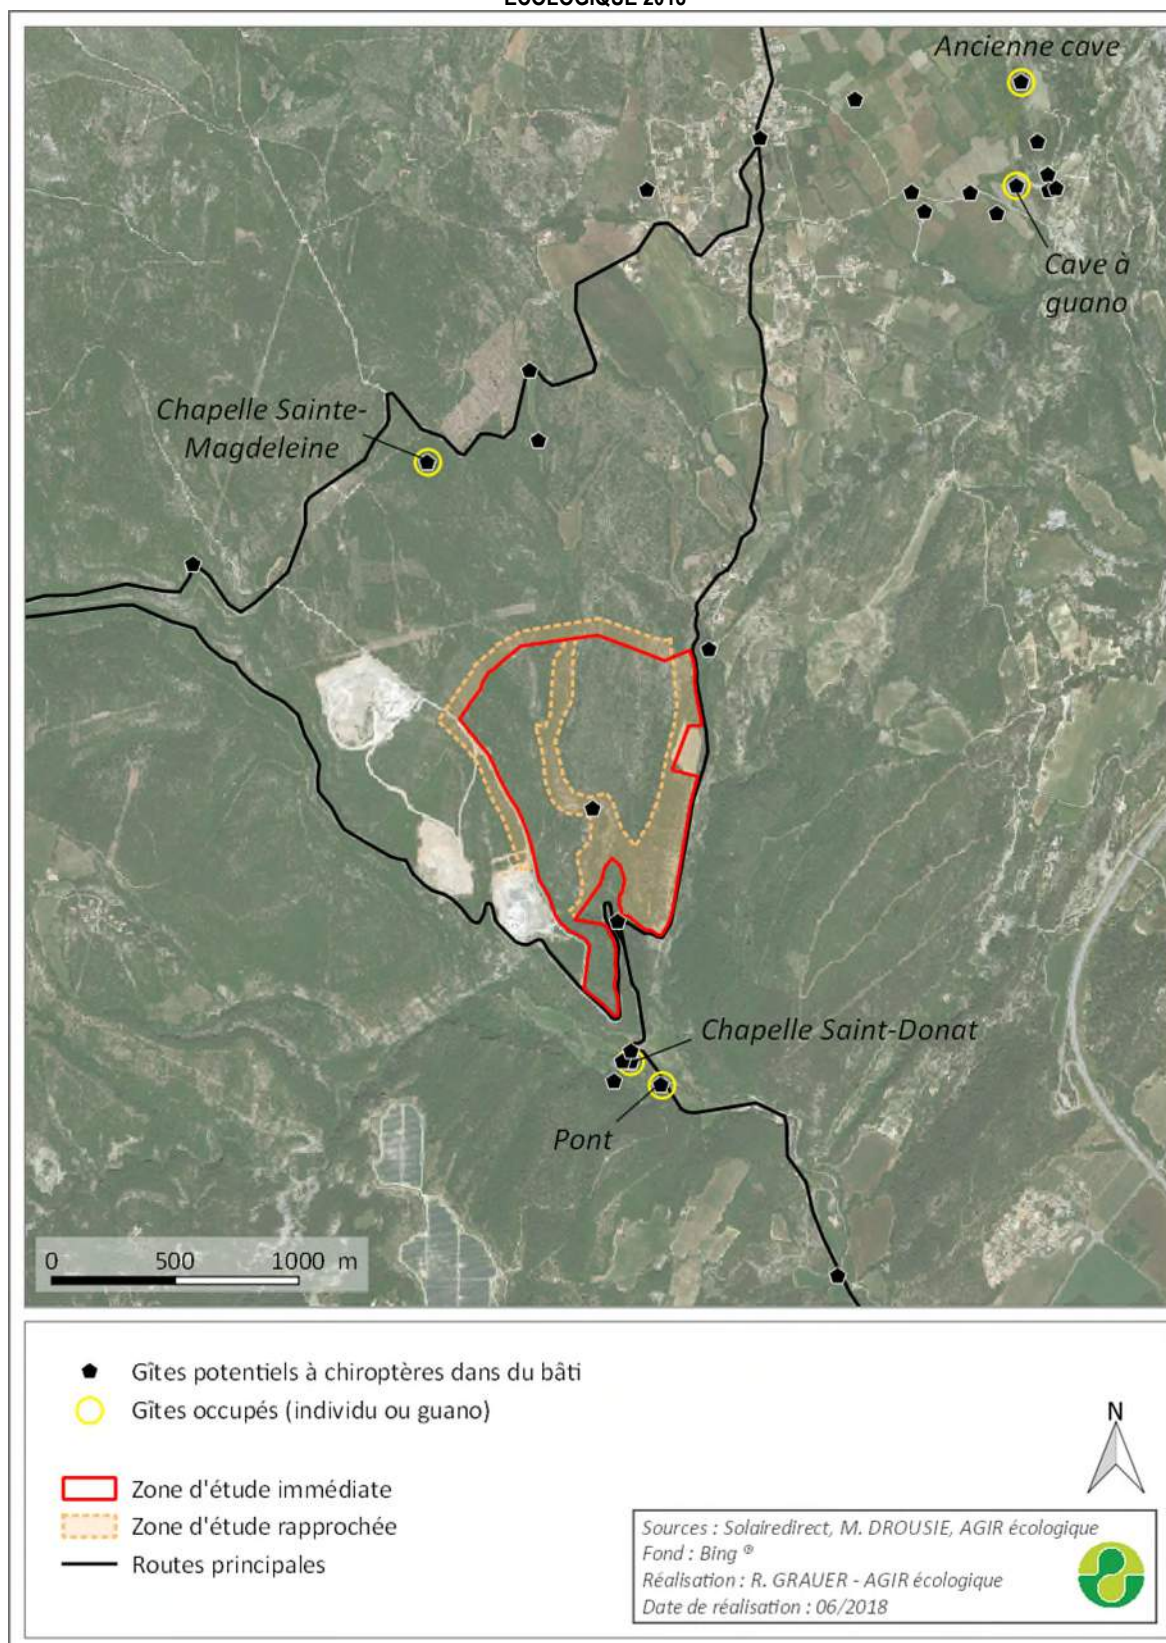 Ancienne cave
Cave à
guano
Chapelle Sainte-
Magdeleine
Chapelle Saint-Donat
Pont
0 500 1000 m
Gîtes potentiels à chiroptères dans du bâti
Gîtes occupés (individu ou guano)
N
Zone d'étude immédiate
Zone d'étude rapprochée
Routes principales
Sources : Solairedirect, M. DROUSIE, AGIR écologique
Fond : Bing ®
Réalisation : R. GRAUER - AGIR écologique
Date de réalisation : 06/2018